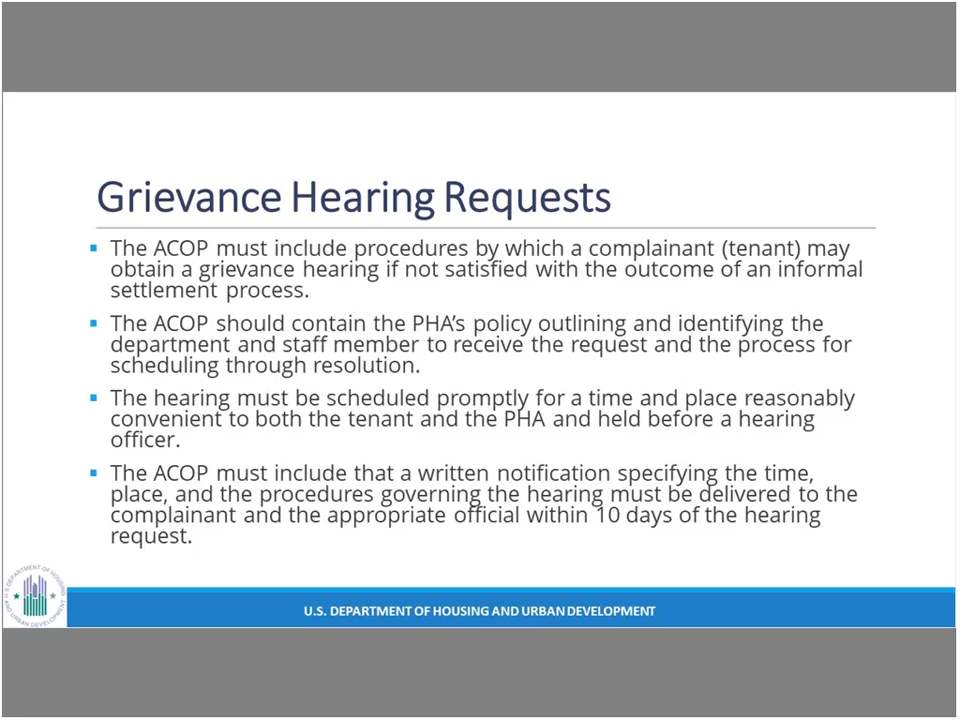 Grievance Hearing Requests
▪ The ACOP must include procedures by which a complainant (tenant) may
obtain a grievance hearing if not satisfied with the outcome of an informal
settlement process.
▪ The ACOP should contain the PHA’s policy outlining and identifying the
department and staff member to receive the request and the process for
scheduling through resolution.
▪ The hearing must be scheduled promptly for a time and place reasonably
convenient to both the tenant and the PHA and held before a hearing
officer.
▪ The ACOP must include that a written notification specifying the time,
place, and the procedures governing the hearing must be delivered to the
complainant and the appropriate official within 10 days of the hearing
request.
U.S. DEPARTMENT OF HOUSING
AND URBAN DEVELOPMENT
U.S. DEPARTMENT OF HOUSING AND URBAN DEVELOPMENT